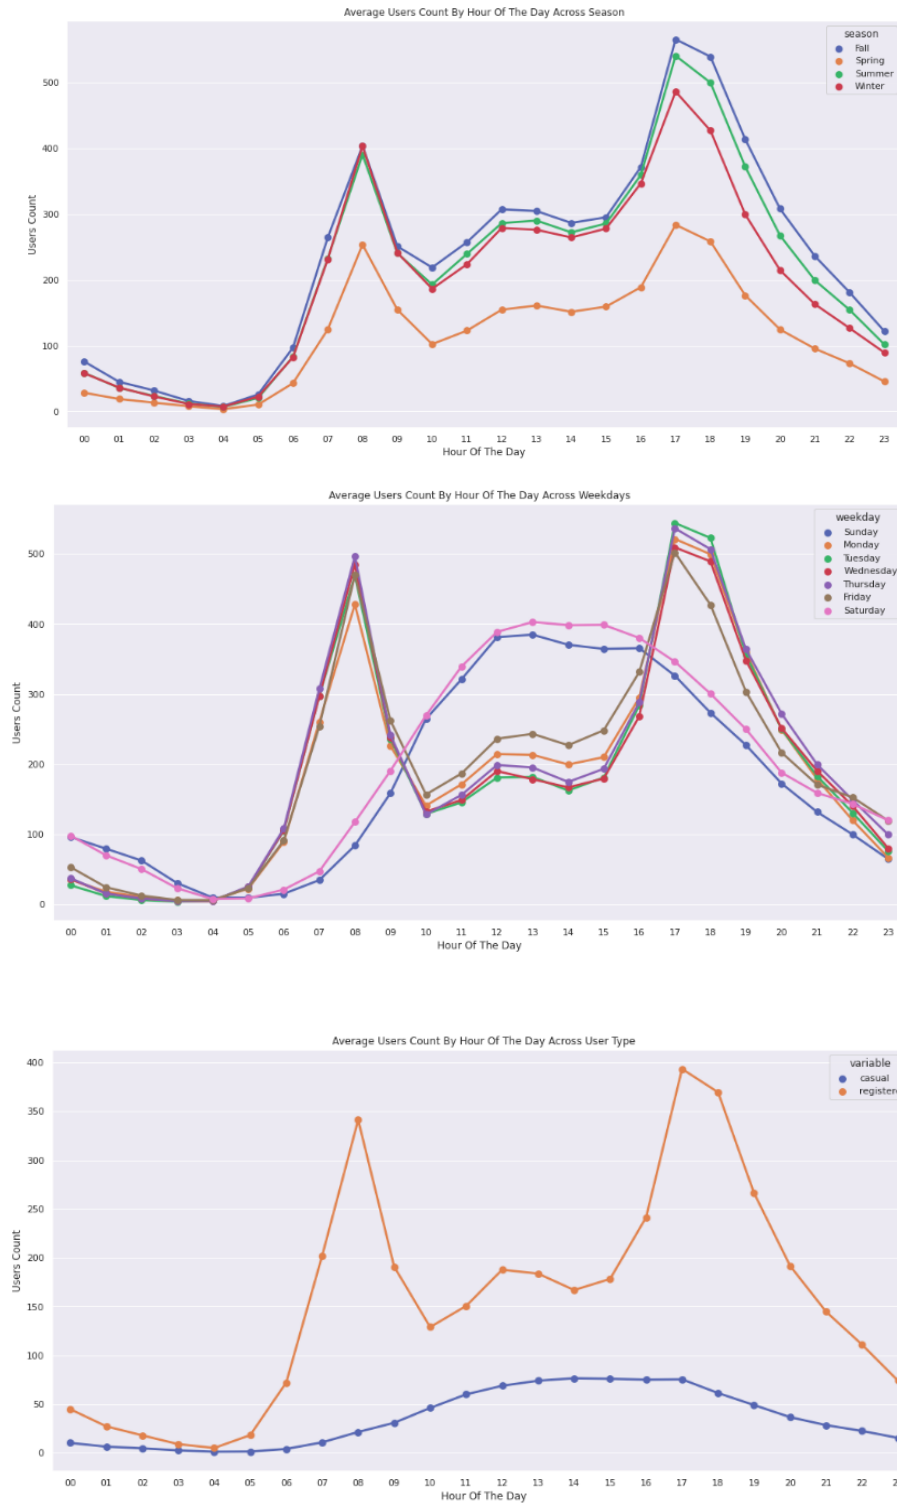 Average Users Count By Hour Of The Day Across Season
season
Fall
Spring
Summer
Winter
Users Count
500
400
300
200
100
0
00 01 02 03 04 05 06 07 08 09 10 11 12 13 14 15 16 17 18 19 20 21 22 23
Hour Of The Day
Average Users Count By Hour Of The Day Across Weekdays
weekday
Sunday
Monday
Tuesday
Wednesday
Thursday
Friday
Saturday
Users Count
500
400
300
200
100
0
00 01 02 03 04 05 06 07 08 09 10 11 12 13 14 15 16 17 18 19 20 21 22 23
Hour Of The Day
Average Users Count By Hour Of The Day Across User Type
variable
casual
registere
Users Count
400
350
300
250
200
150
100
50
0
00 01 02 03 04 05 06 07 08 09 10 11 12 13 14 15 16 17 18 19 20 21 22 2
Hour Of The Day